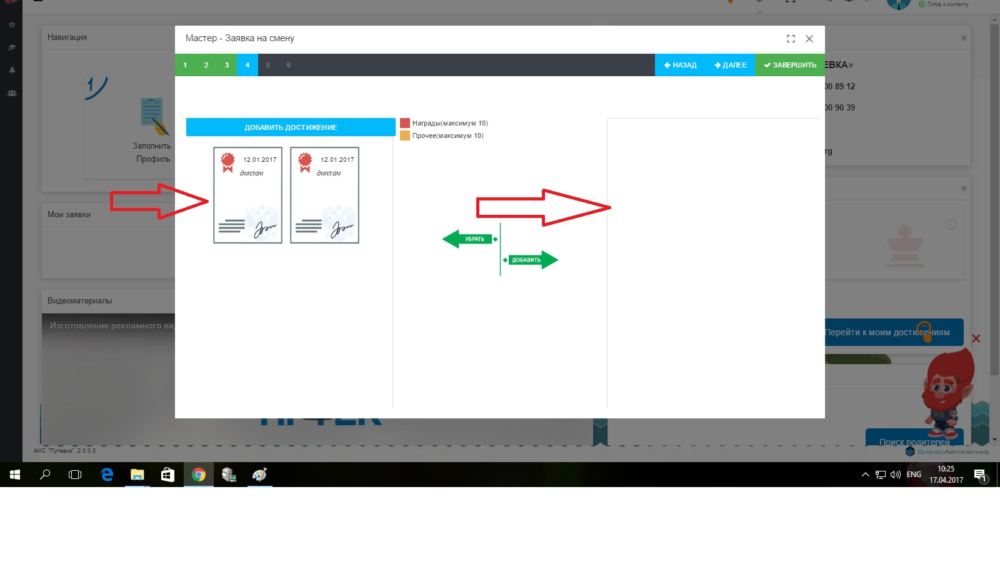 Готов к контакту
Навигация
Мастер - Заявка на смену
1 2 3 4 5 6
НАЗАД
ДАЛЕЕ
ЗАВЕРШИТЬ
ЕВКА»
00 89 12
00 90 39
rg
ДОБАВИТЬ ДОСТИЖЕНИЕ
Награды(максимум 10)
Прочее(максимум 10)
12.01.2017
диплом
12.01.2017
диплом
1
Заполнить
Профиль
УБРАТЬ
ДОБАВИТЬ
Мои заявки
Видеоматериалы
Изготовление рекламного ви
Перейти к моим достижениям
Поиск родителей
АИС "Путевка" 2.0.0.0
БизнесАвтоматика
ENG
10:25
17.04.2017
1